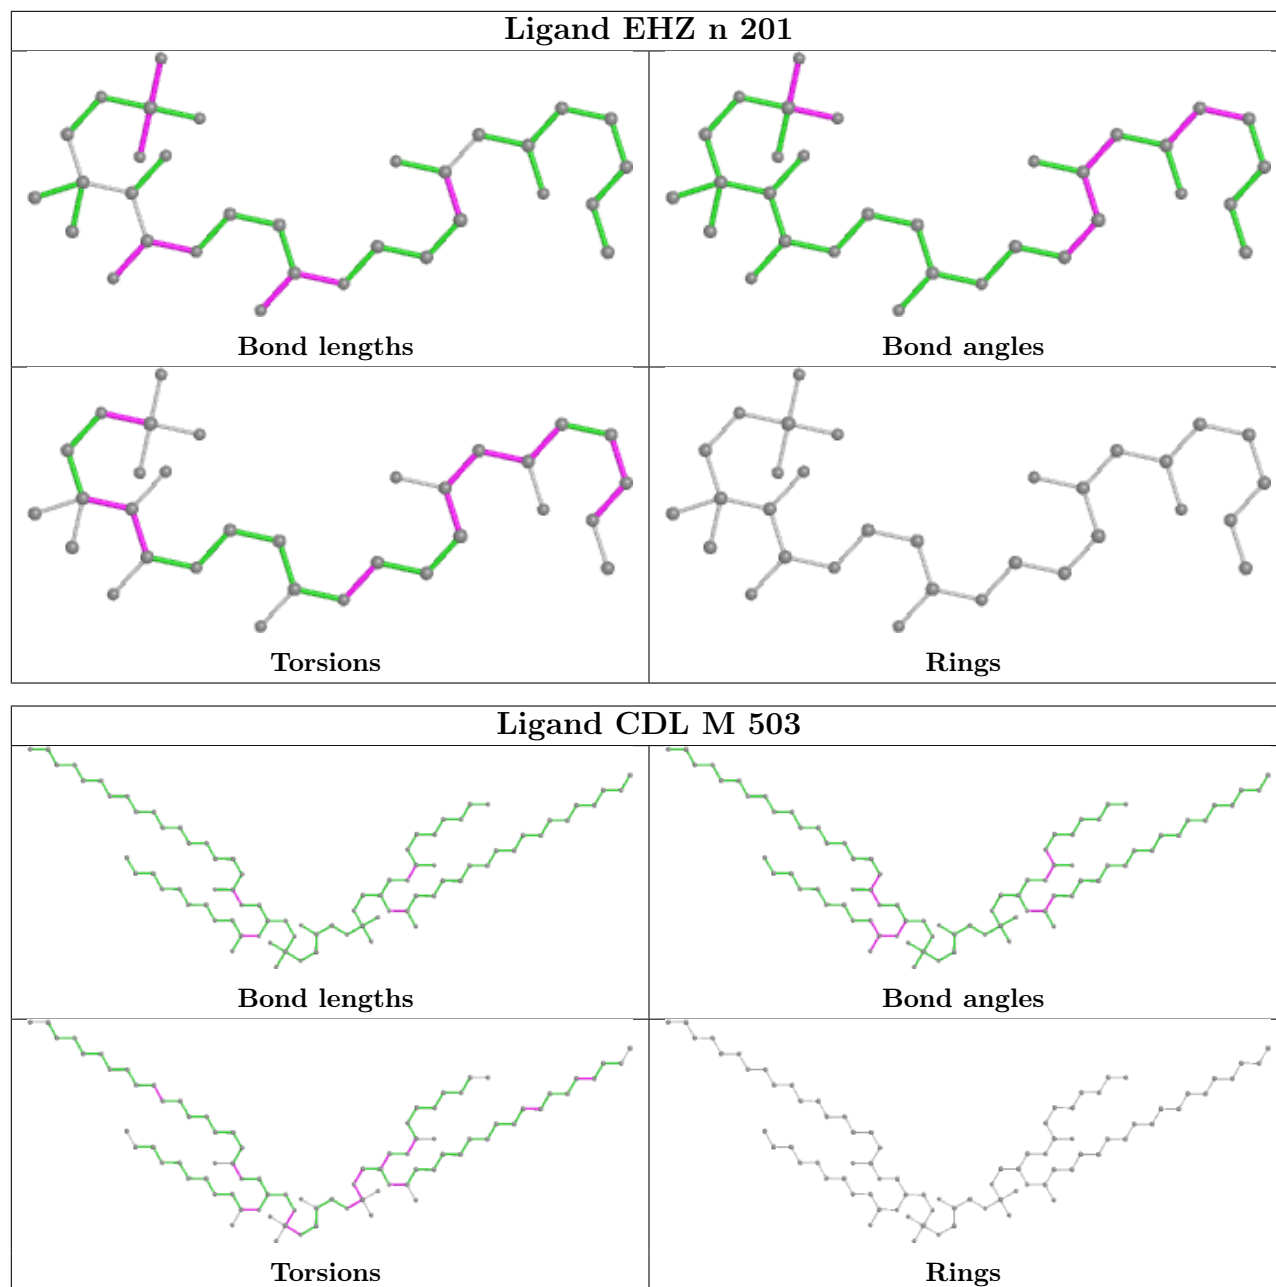 Ligand EHZ n 201
Bond lengths
Bond angles
Torsions
Rings
Ligand CDL M 503
Bond lengths
Bond angles
Torsions
Rings